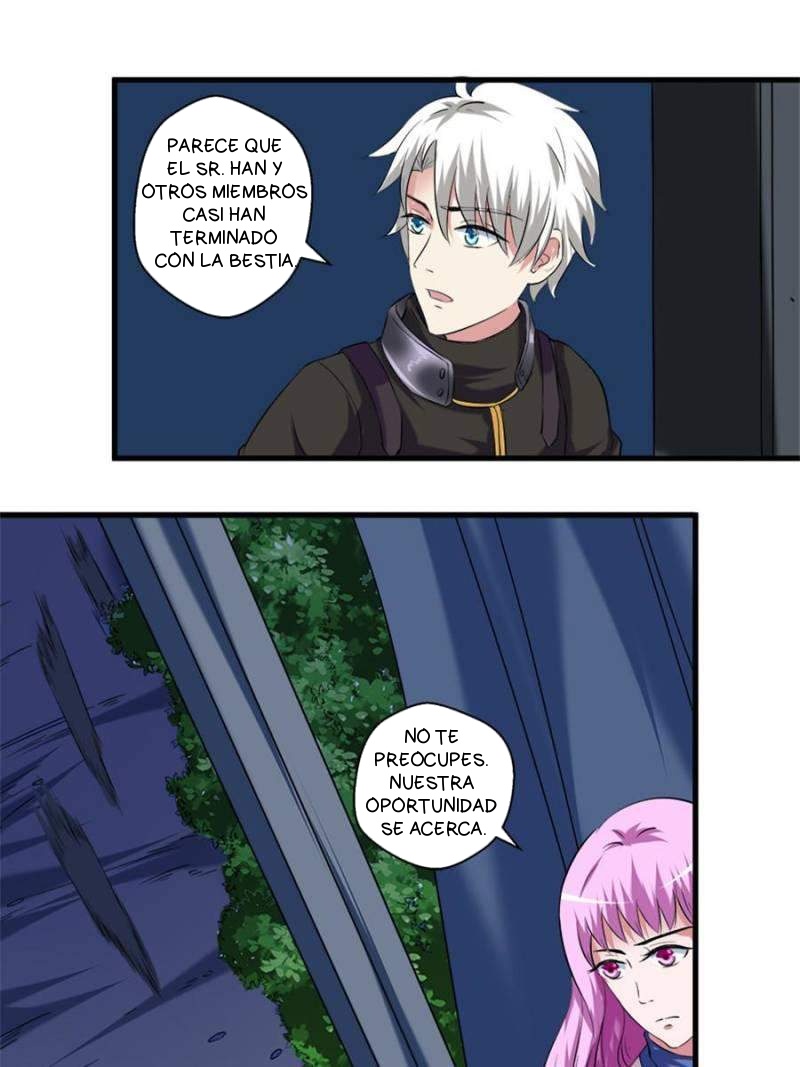 PARECE QUE
EL SR. HAN Y
OTROS MIEMBROS
CASI HAN
TERMINADO
CON LA BESTIA.
NO TE
PREOCUPES.
NUESTRA
OPORTUNIDAD
SE ACERCA.